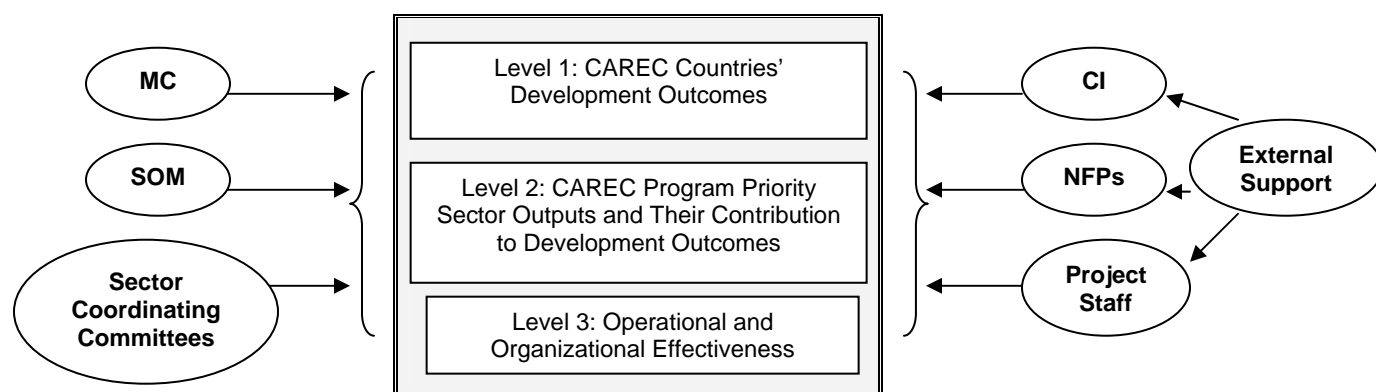 MC
SOM
Sector
Coordinating
Committees
Level 1: CAREC Countries’
Development Outcomes
Level 2: CAREC Program Priority
Sector Outputs and Their Contribution
to Development Outcomes
Level 3: Operational and
Organizational Effectiveness
CI
NFPs
Project
Staff
External
Support